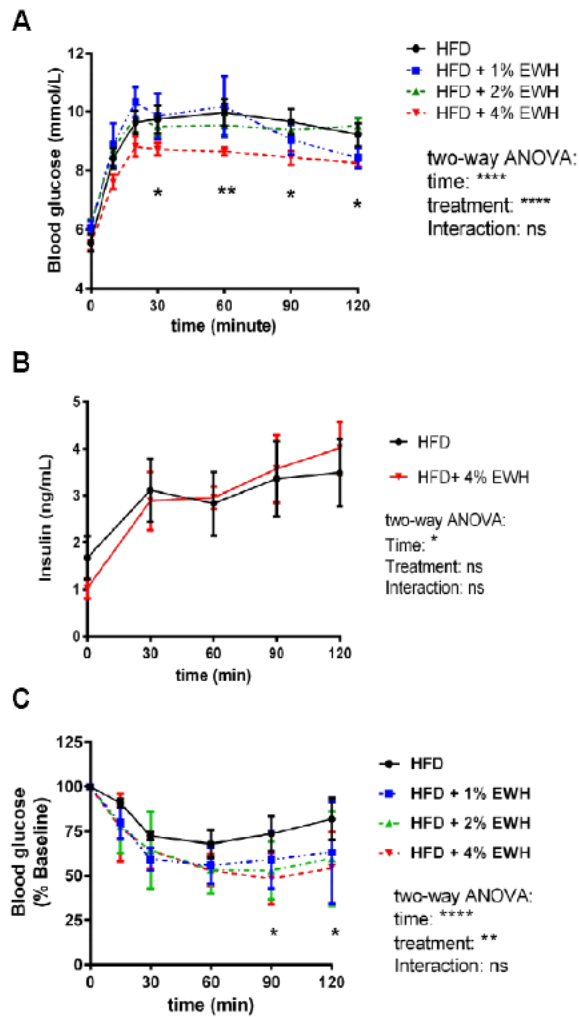 A
Blood glucose (mmol/L)
12
10
8
6
4
0
30
60
90
120
time (minute)
*
**
*
*
HFD
HFD + 1% EWH
HFD + 2% EWH
HFD + 4% EWH
two-way ANOVA:
time: ****
treatment: ****
Interaction: ns
B
Insulin (ng/mL)
5
4
3
2
1
0
0
30
60
90
120
time (min)
HFD
HFD+ 4% EWH
two-way ANOVA:
Time: *
Treatment: ns
Interaction: ns
C
Blood glucose
(% Baseline)
125
100
75
50
25
0
0
30
60
90
120
time (min)
*
*
HFD
HFD + 1% EWH
HFD + 2% EWH
HFD + 4% EWH
two-way ANOVA:
time: ****
treatment: **
Interaction: ns